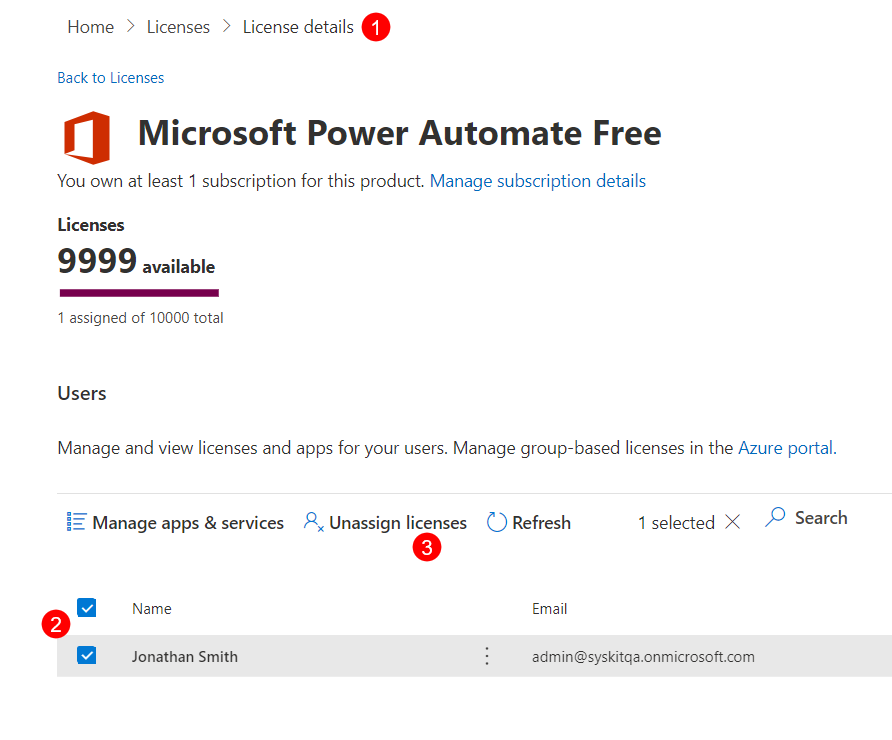 Home > Licenses > License details 1
Back to Licenses
Microsoft Power Automate Free
You own at least 1 subscription for this product. Manage subscription details
Licenses
9999 available
1 assigned of 10000 total
Users
Manage and view licenses and apps for your users. Manage group-based licenses in the Azure portal.
Manage apps & services Unassign licenses Refresh 1 selected Search
3
Name Email
2
Jonathan Smith admin@syskitqa.onmicrosoft.com